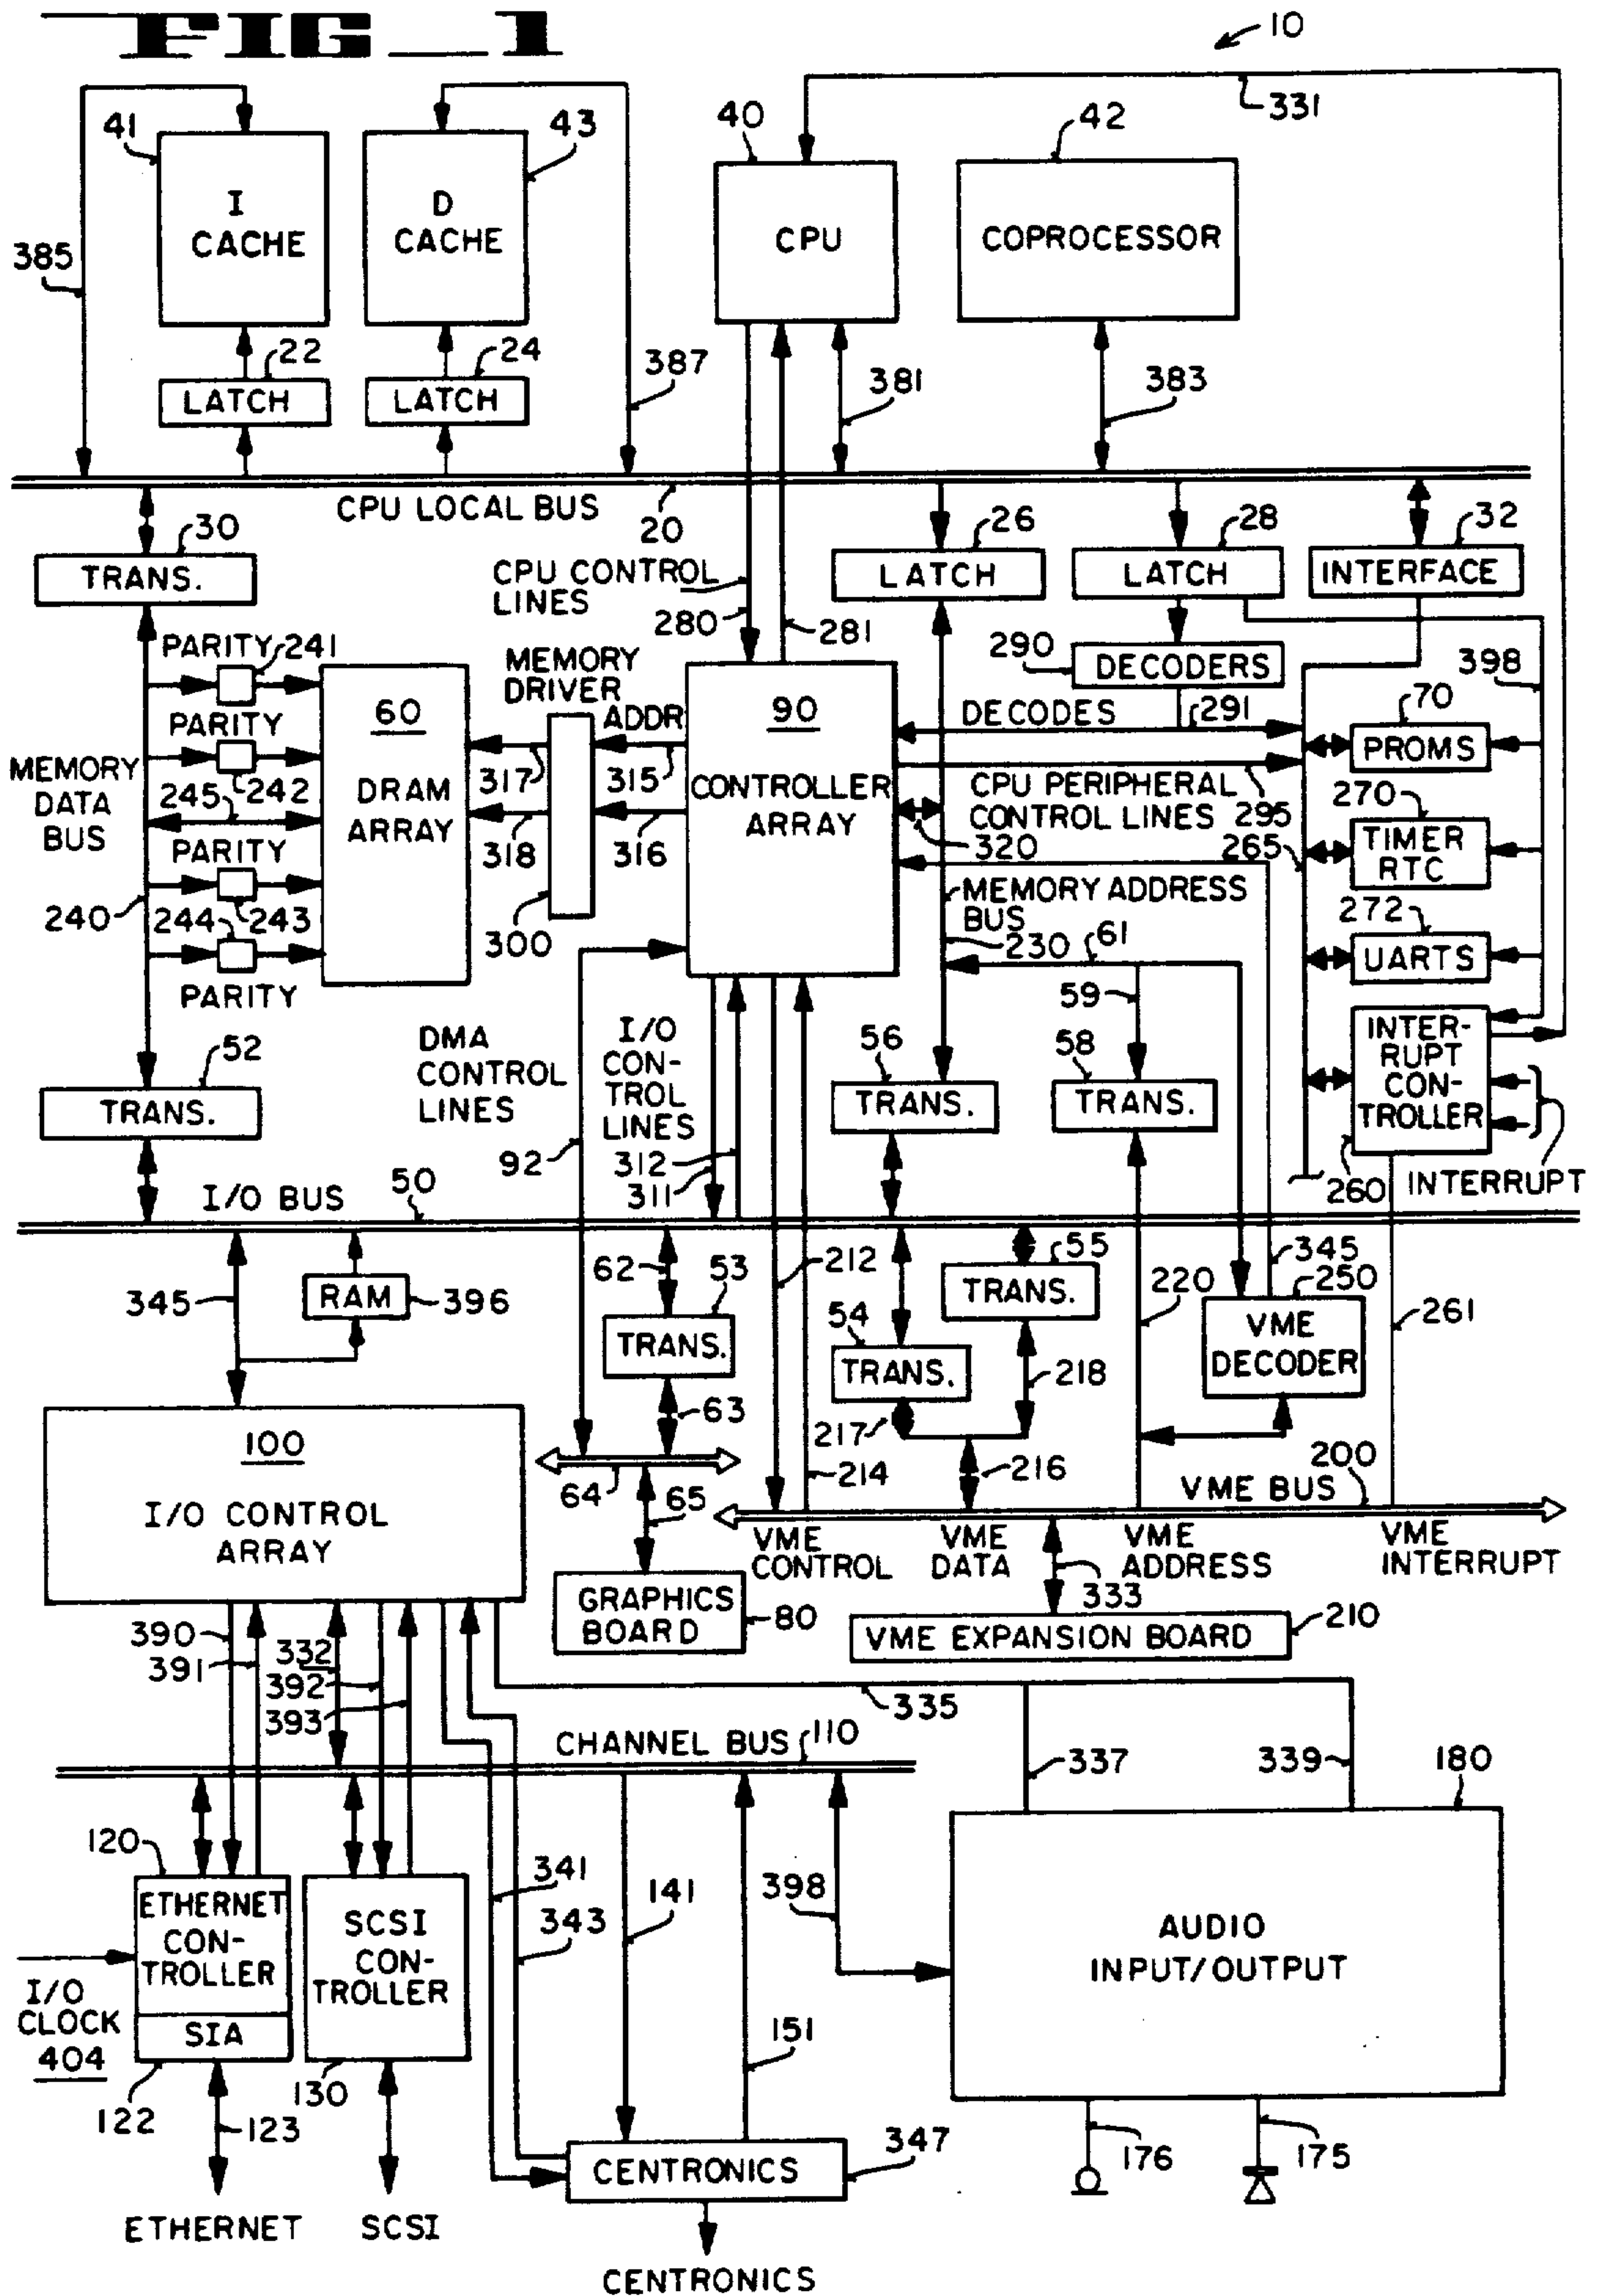 FIG_1
10
331
41
43
40
42
I
CACHE
D
CACHE
CPU
COPROCESSOR
385
22
24
387
381
383
LATCH
LATCH
CPU LOCAL BUS
20
30
26
28
32
TRANS.
CPU CONTROL
LINES
LATCH
LATCH
INTERFACE
280
281
PARITY
241
MEMORY
DRIVER
290
DECODERS
398
60
ADDR
90
DECODES
291
70
PROMS
PARITY
MEMORY
DATA
BUS
242
245
DRAM
ARRAY
317
315
CONTROLLER
ARRAY
CPU PERIPHERAL
CONTROL LINES
295
270
TIMER
RTC
PARITY
318
316
320
265
240
244
243
300
MEMORY ADDRESS
BUS
230
61
272
UARTS
PARITY
59
52
DMA
CONTROL
LINES
I/O
CON-
TROL
LINES
56
58
INTER-
RUPT
CON-
TROLLER
TRANS.
TRANS.
TRANS.
92
312
311
260
INTERRUPT
I/O BUS
50
62
53
212
55
345
250
345
RAM
396
TRANS.
54
TRANS.
220
VME
DECODER
261
TRANS.
218
63
217
100
64
65
214
216
VME BUS
200
I/O CONTROL
ARRAY
VME
CONTROL
VME
DATA
VME
ADDRESS
VME
INTERRUPT
333
GRAPHICS
BOARD
80
VME EXPANSION BOARD
210
390
391
332
392
393
335
CHANNEL BUS
110
337
339
180
120
341
343
141
398
ETHERNET
CON-
TROLLER
SCSI
CON-
TROLLER
AUDIO
INPUT/OUTPUT
I/O
CLOCK
404
SIA
151
122
123
130
347
CENTRONICS
176
175
ETHERNET
SCSI
CENTRONICS